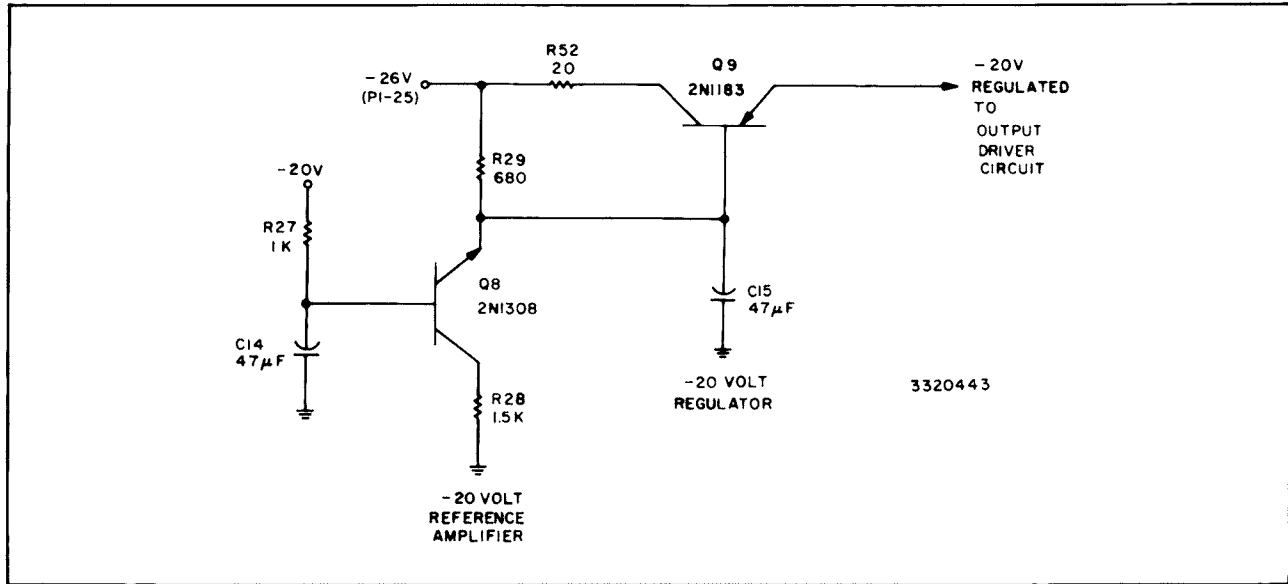 R52
20
Q9
2N1183
-26V
(P1-25)
-20V
REGULATED
TO
OUTPUT
DRIVER
CIRCUIT
R29
680
-20V
R27
1K
Q8
2N1308
C14
47µF
C15
47µF
R28
1.5K
-20 VOLT
REGULATOR
3320443
-20 VOLT
REFERENCE
AMPLIFIER